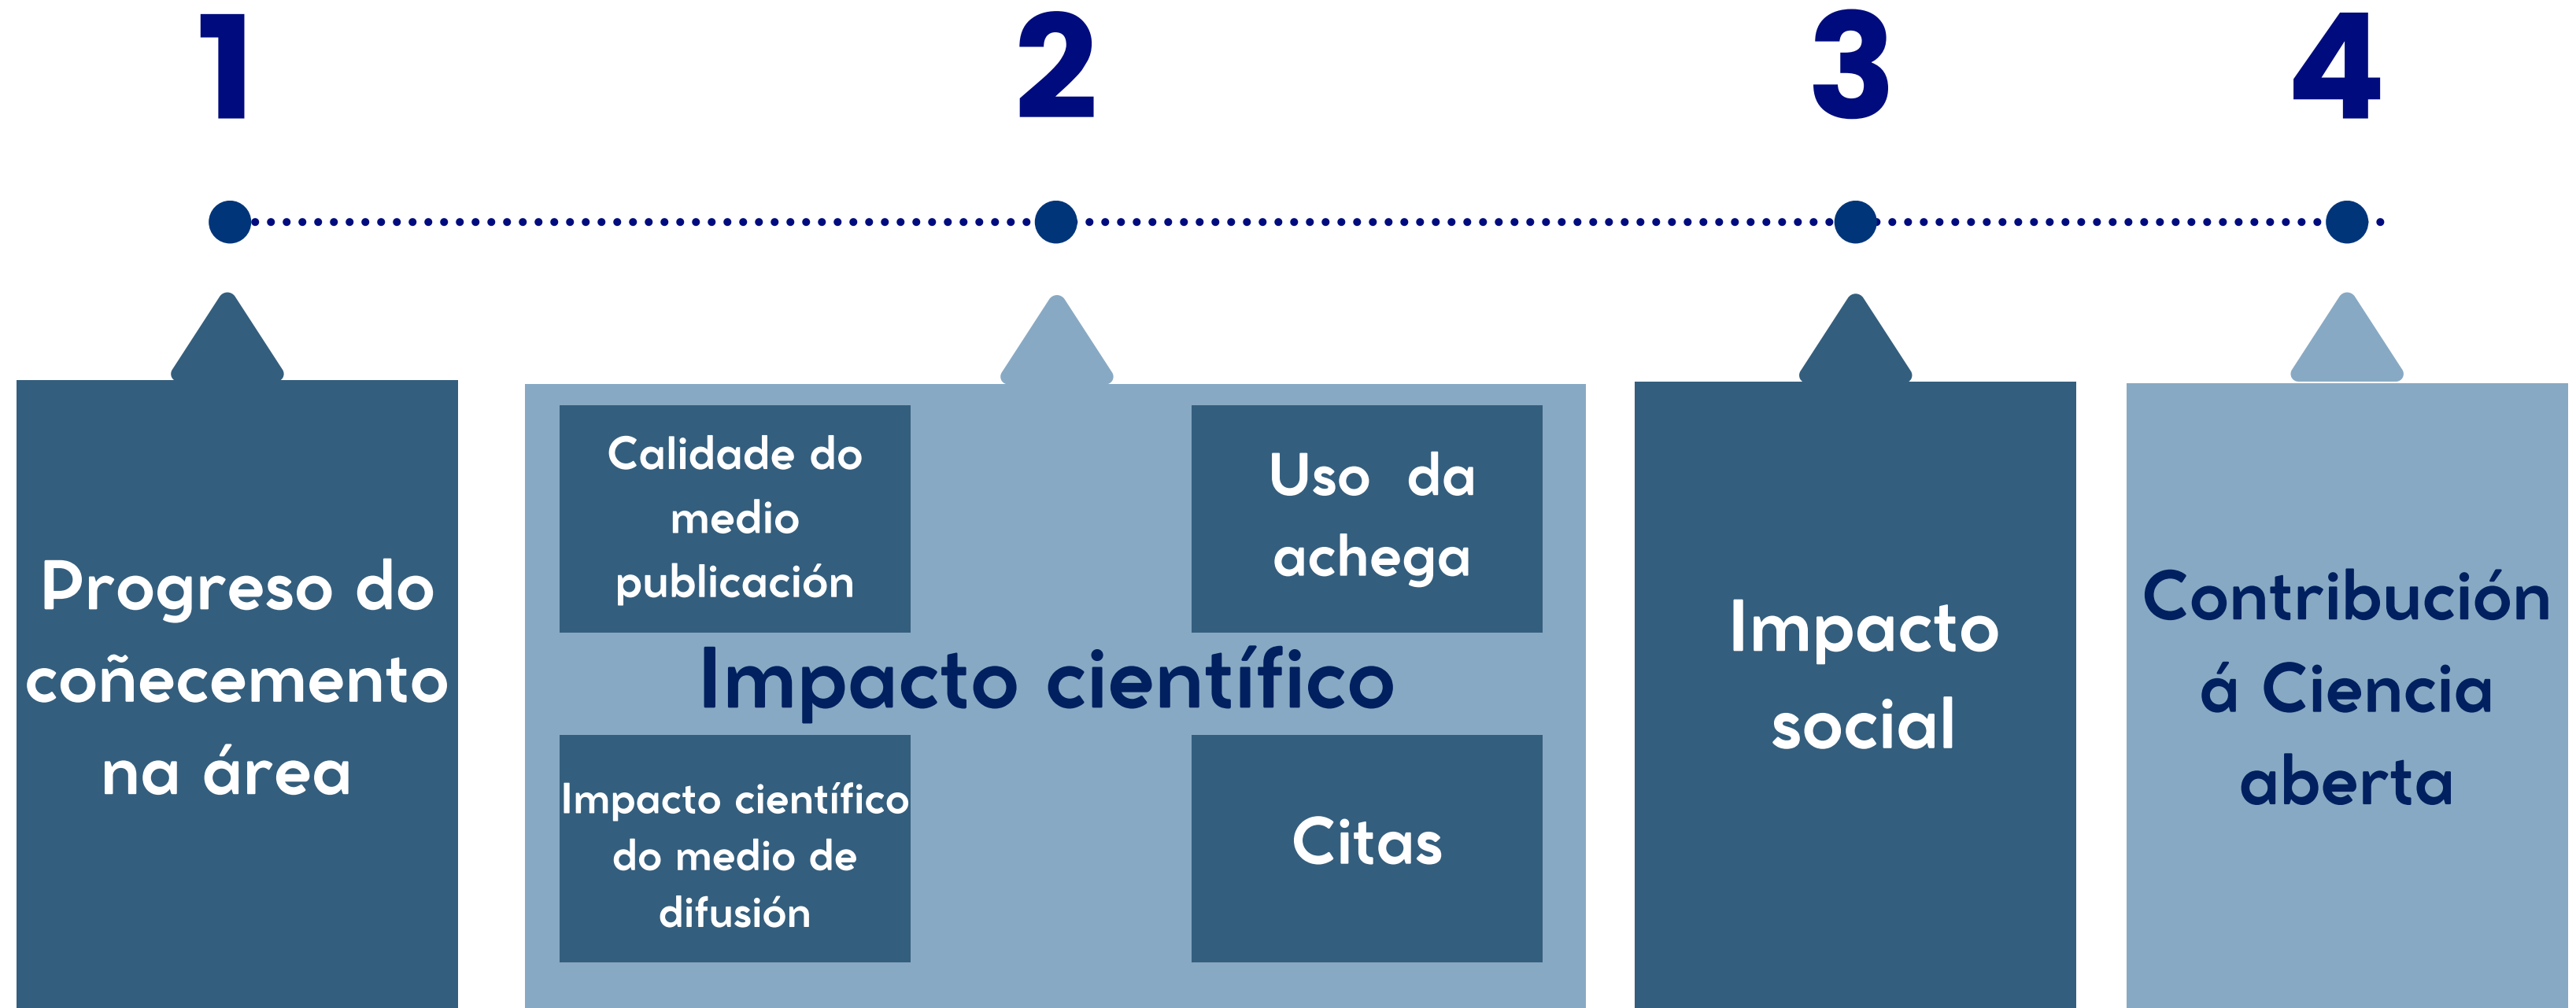 1
2
3
4
Progreso do
coñecemento
na área
Calidade do
medio
publicación
Uso da
achega
Impacto científico
Impacto científico
do medio de
difusión
Citas
Impacto
social
Contribución
á Ciencia
aberta